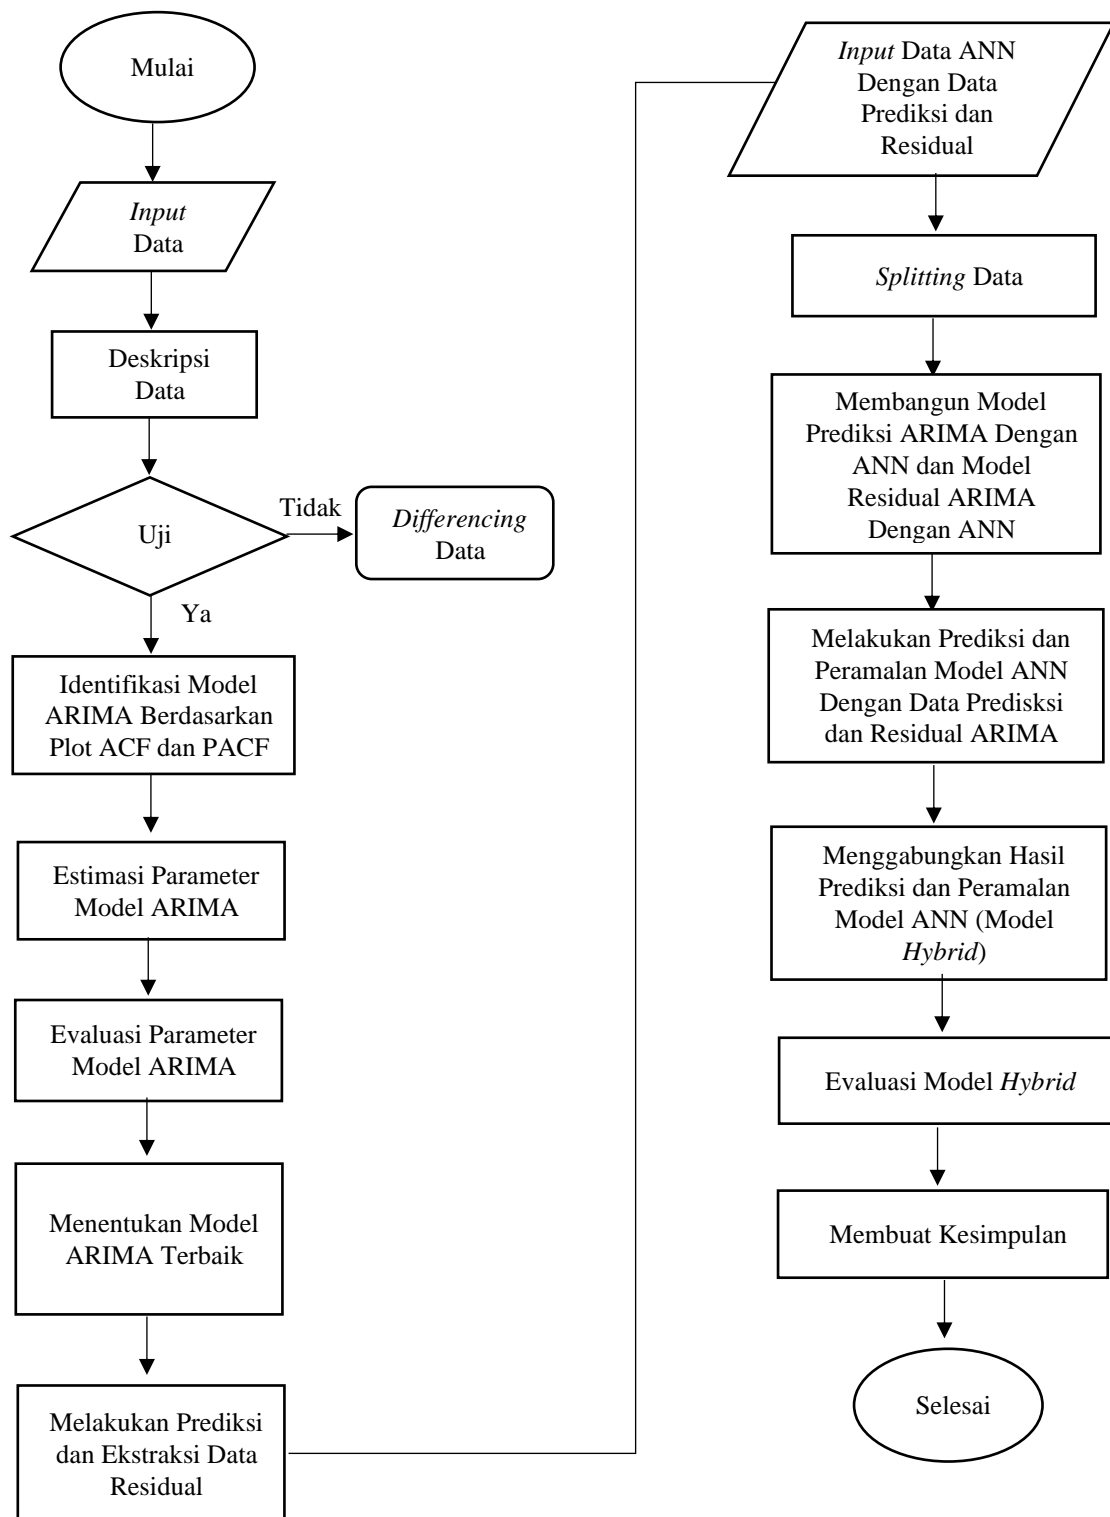 Mulai
Input
Data
Deskripsi
Data
Uji
Tidak
Differencing
Data
Ya
Identifikasi Model
ARIMA Berdasarkan
Plot ACF dan PACF
Estimasi Parameter
Model ARIMA
Evaluasi Parameter
Model ARIMA
Menentukan Model
ARIMA Terbaik
Melakukan Prediksi
dan Ekstraksi Data
Residual
Input Data ANN
Dengan Data
Prediksi dan
Residual
Splitting Data
Membangun Model
Prediksi ARIMA Dengan
ANN dan Model
Residual ARIMA
Dengan ANN
Melakukan Prediksi dan
Peramalan Model ANN
Dengan Data Predisksi
dan Residual ARIMA
Menggabungkan Hasil
Prediksi dan Peramalan
Model ANN (Model
Hybrid)
Evaluasi Model Hybrid
Membuat Kesimpulan
Selesai